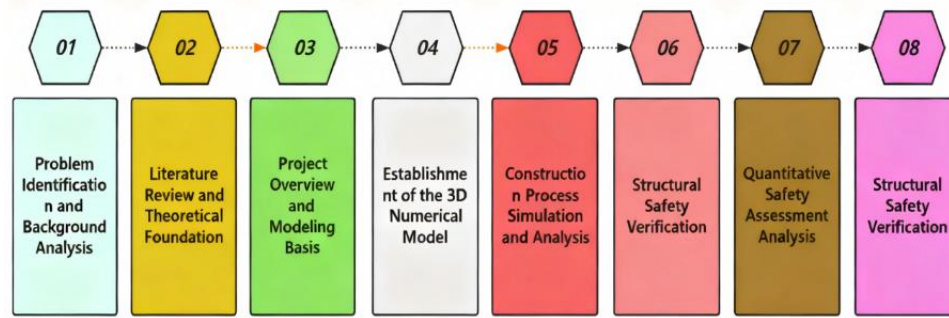 01
02
03
04
05
06
07
08
Problem
Identificatio
n and
Background
Analysis
Literature
Review and
Theoretical
Foundation
Project
Overview
and
Modeling
Basis
Establishme
nt of the 3D
Numerical
Model
Constructio
n Process
Simulation
and Analysis
Structural
Safety
Verification
Quantitative
Safety
Assessment
Analysis
Structural
Safety
Verification